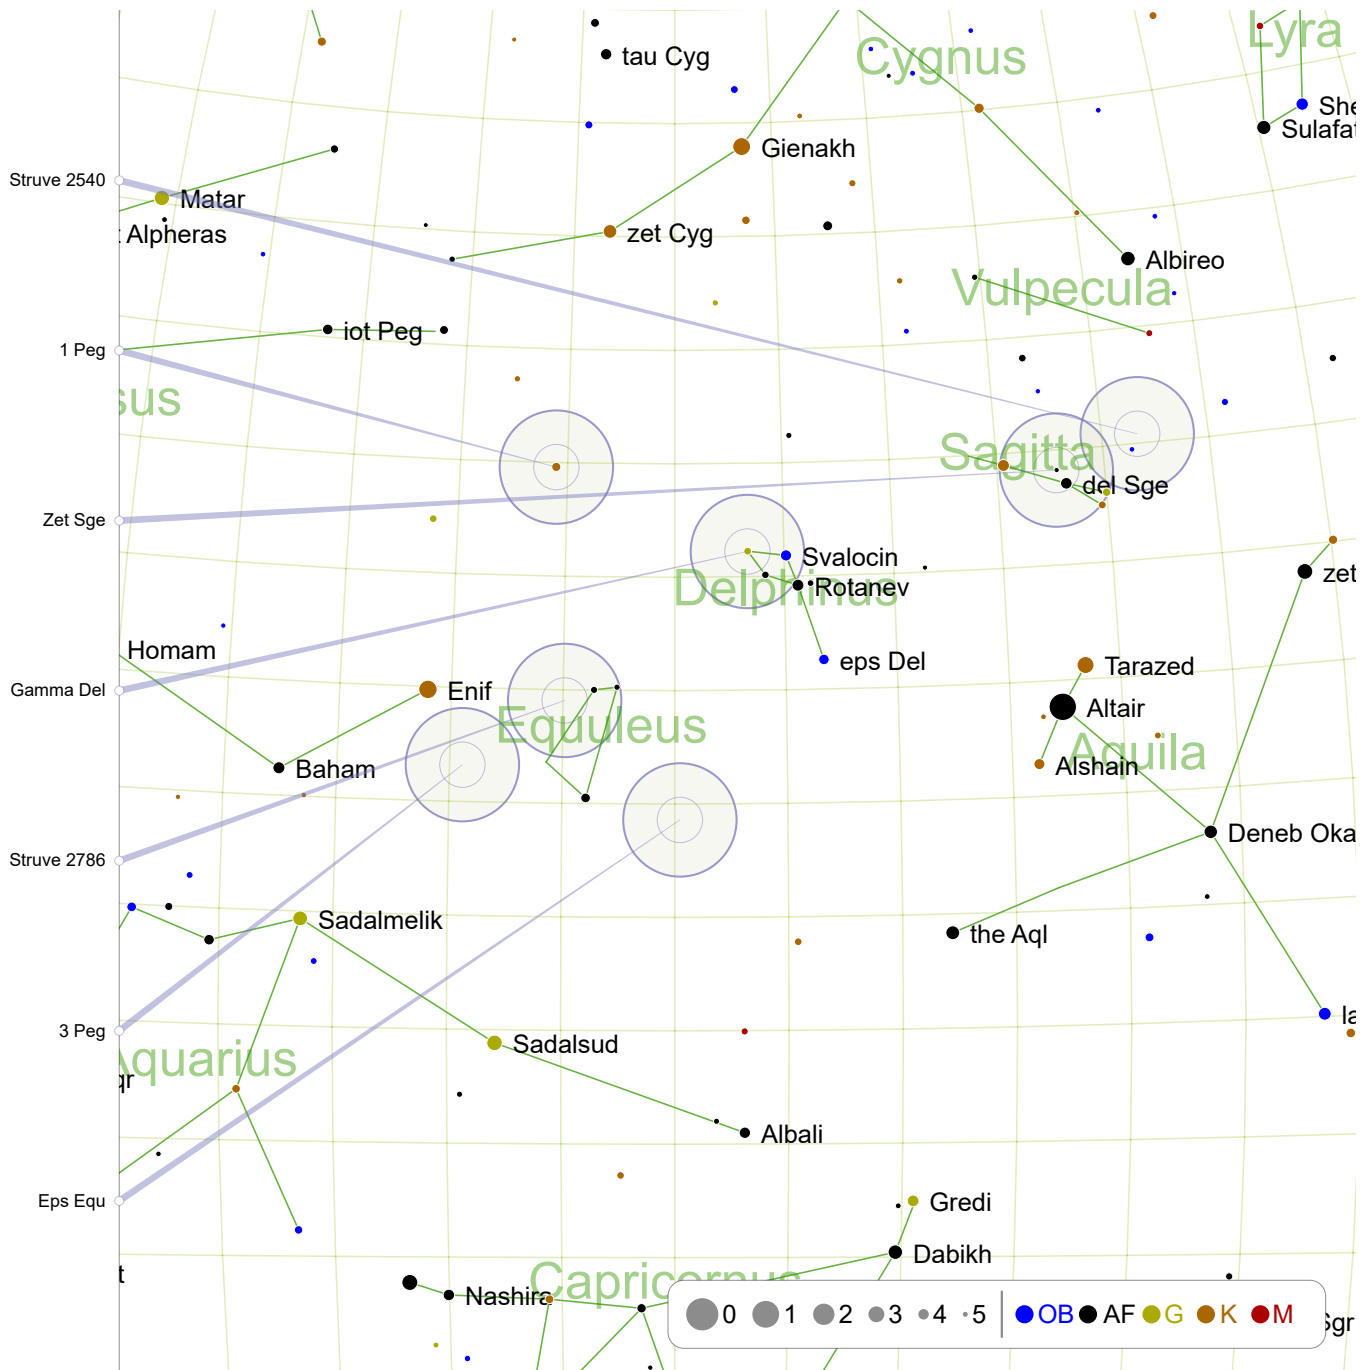 Lyra
tau Cyg
Cygnus
She
Sulafat
Gienakh
Struve 2540
Matar
Alpheras
zet Cyg
Albireo
Vulpecula
iot Peg
1 Peg
sus
Sagitta
del Sge
Zet Sge
Svalocin
Delphinus
Rotanev
zet
Homam
eps Del
Tarazed
Gamma Del
Enif
Altair
Equuleus
Aquila
Baham
Alshain
Deneb Oka
Struve 2786
Sadalmelik
the Aql
la
3 Peg
Sadalsud
Aquarius
qr
Albali
Eps Equ
Gredi
Dabikh
t
Capricornus
Nashira
0 1 2 3 4 5 OB AF G K M
Sgr